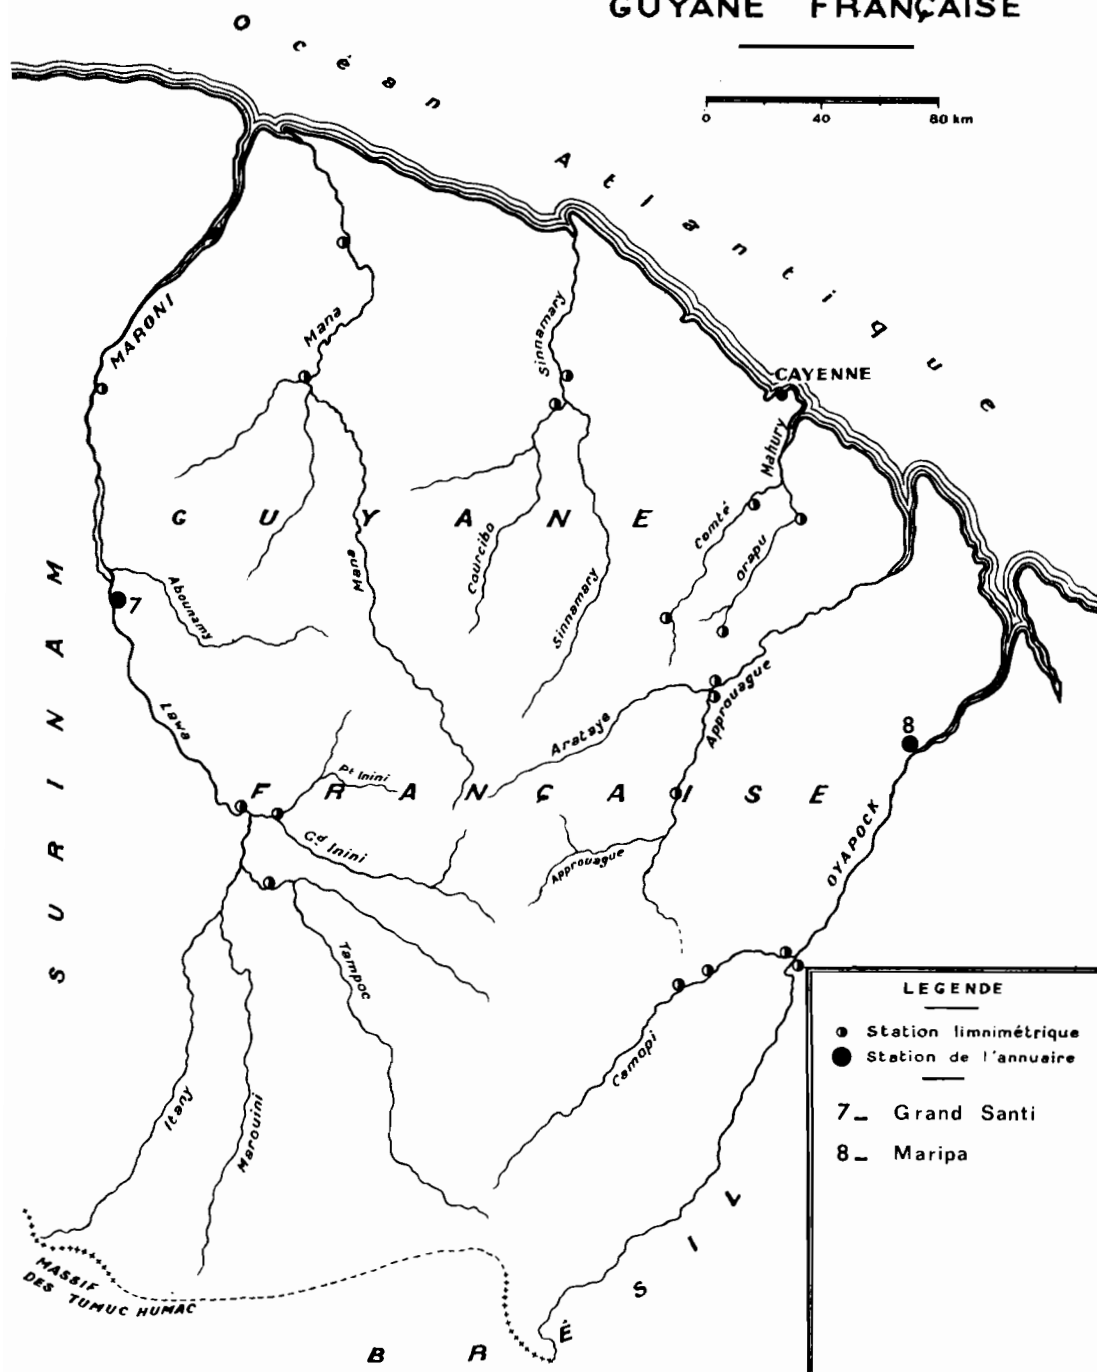 GUYANE FRANÇAISE
0 40 80 km
Océan Atlantique
MARONI
Mana
Sinnamary
CAYENNE
Mahury
Comté
Orapu
GUYANE
Courcibo
Mana
Sinnamary
Abounamy
7
SURINAM
Lawa
Arataye
Approuague
8
Pt Inini
FRANÇAISE
Gd Inini
Approuague
OYAPOCK
Tampoc
Camopi
Itany
Marouini
MASSIF
DES TUMUC HUMAC
BRÉSIL
LEGENDE
Station limnimétrique
Station de l'annuaire
7_ Grand Santi
8_ Maripa